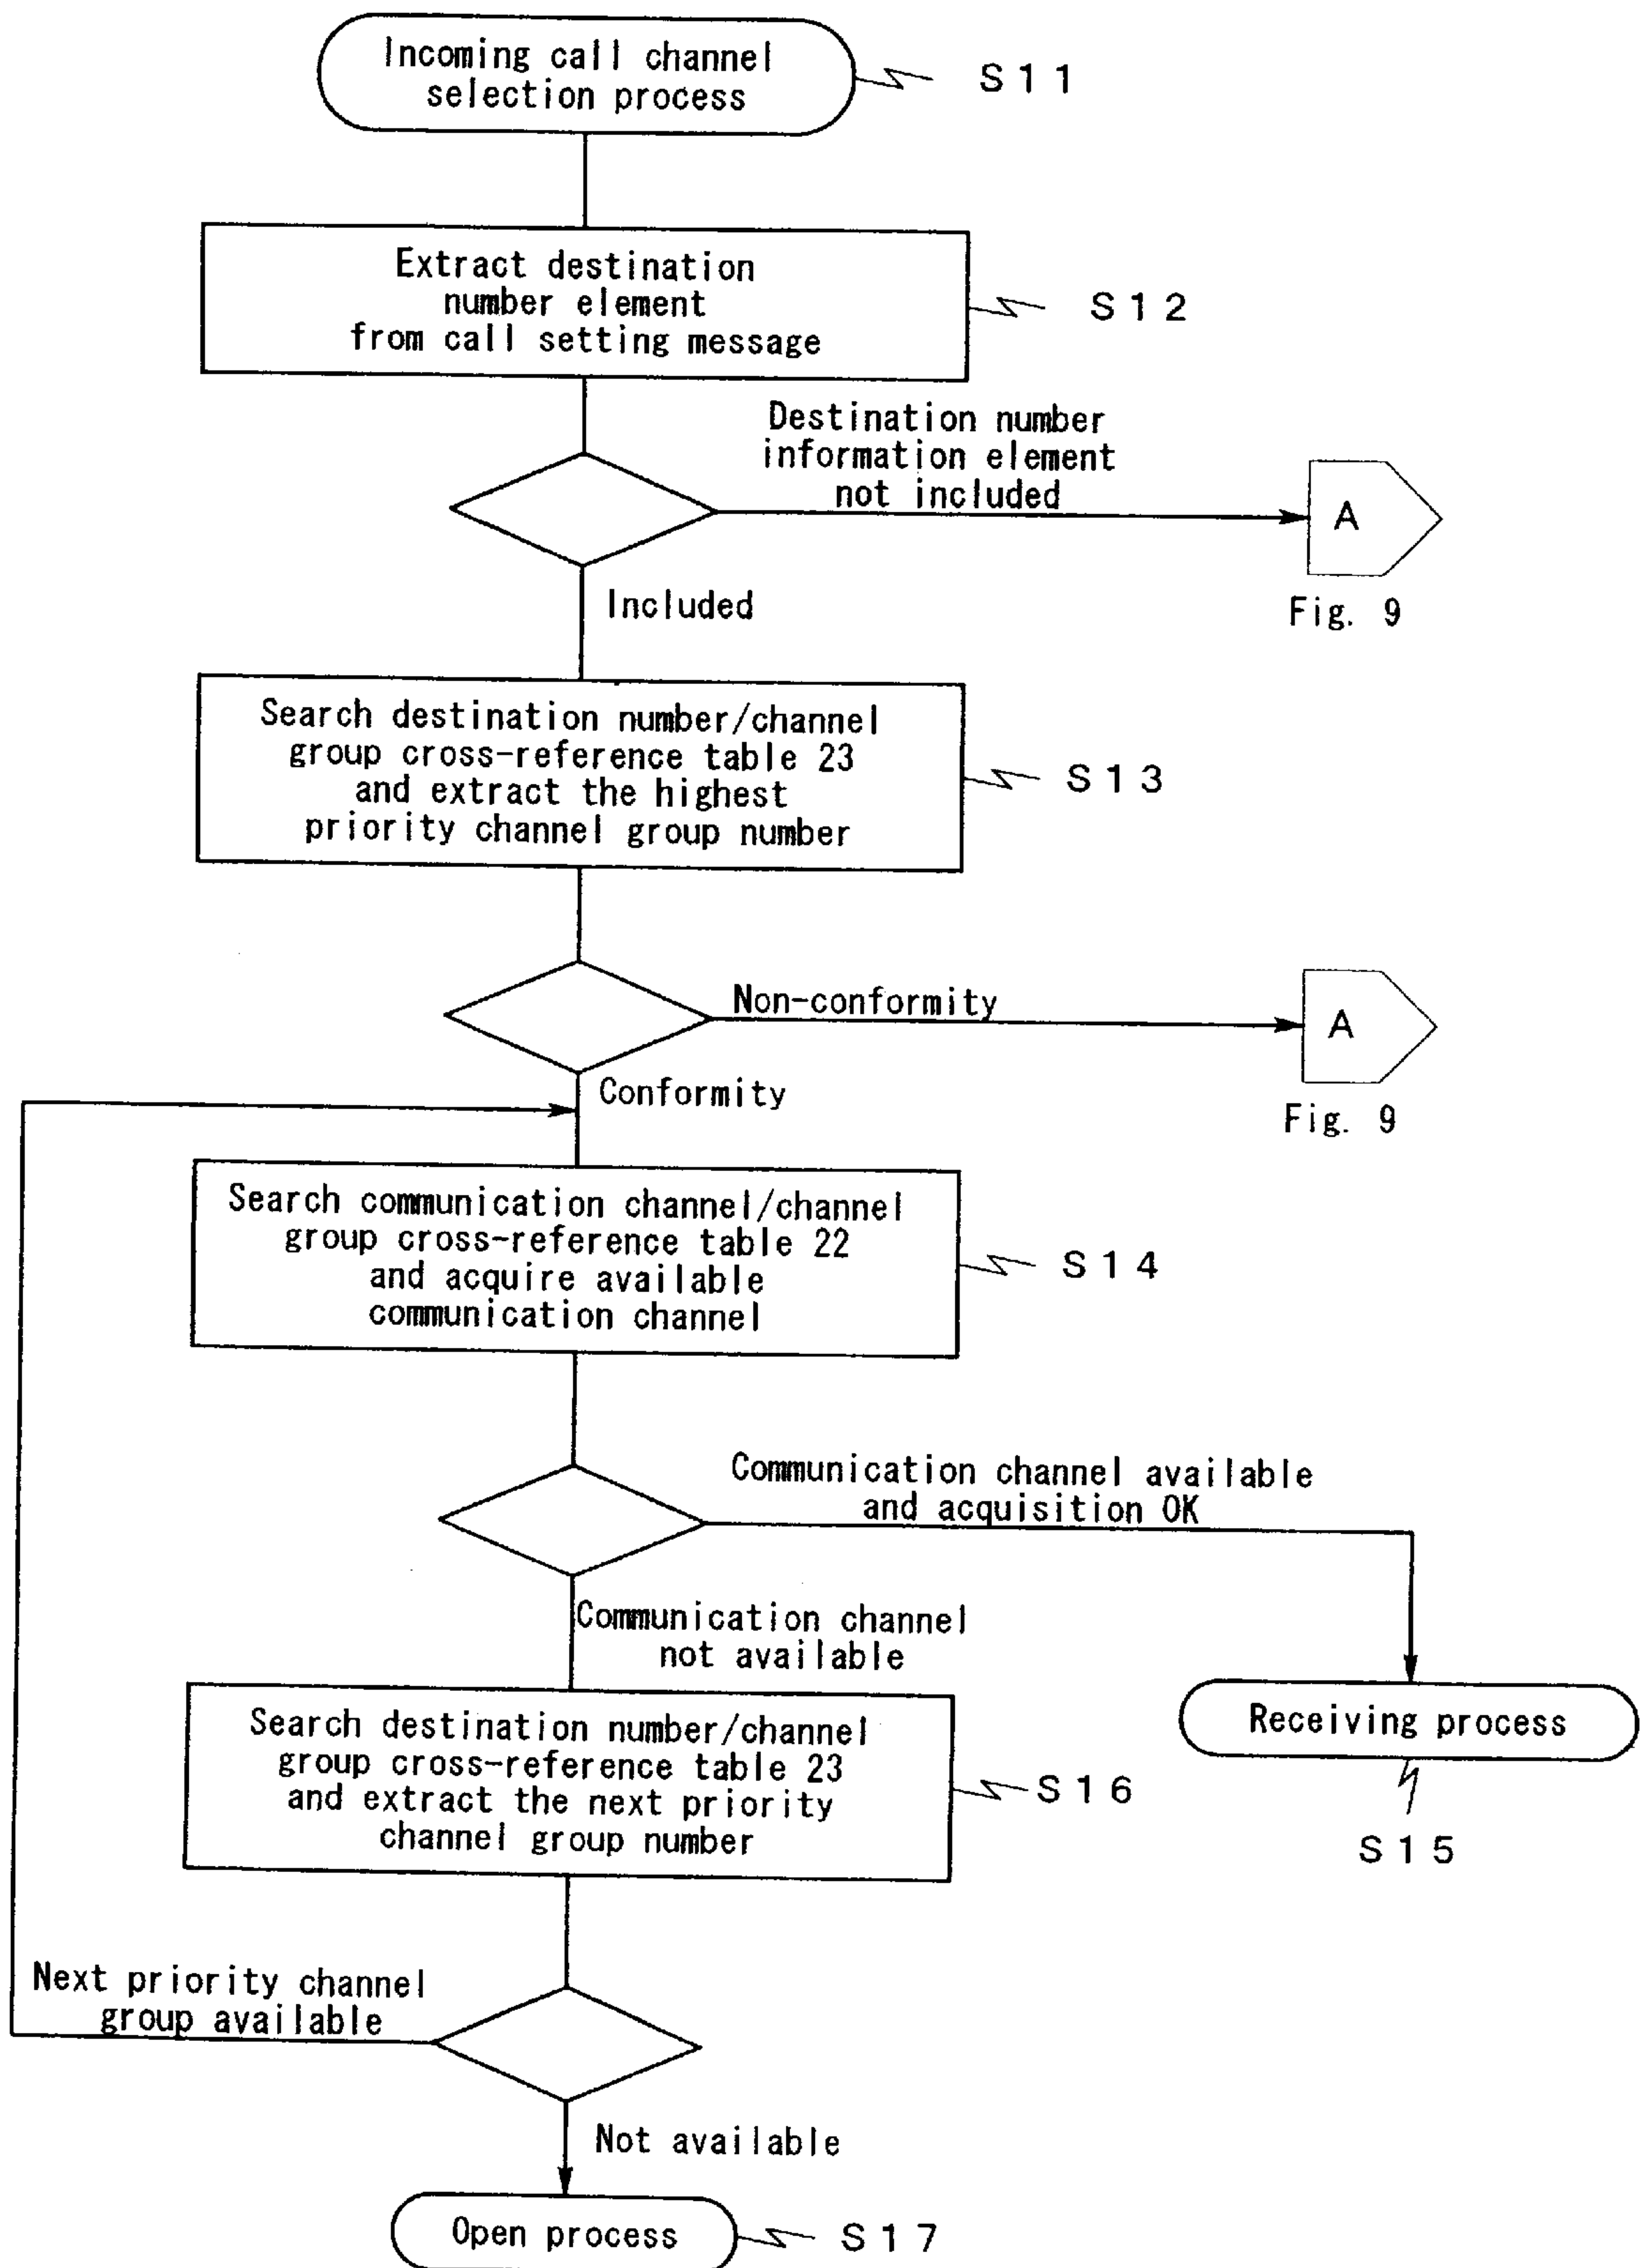 Incoming call channel
selection process
S11
Extract destination
number element
from call setting message
S12
Destination number
information element
not included
A
Fig. 9
Included
Search destination number/channel
group cross-reference table 23
and extract the highest
priority channel group number
S13
Non-conformity
A
Fig. 9
Conformity
Search communication channel/channel
group cross-reference table 22
and acquire available
communication channel
S14
Communication channel available
and acquisition OK
Communication channel
not available
Receiving process
S15
Search destination number/channel
group cross-reference table 23
and extract the next priority
channel group number
S16
Next priority channel
group available
Not available
Open process
S17